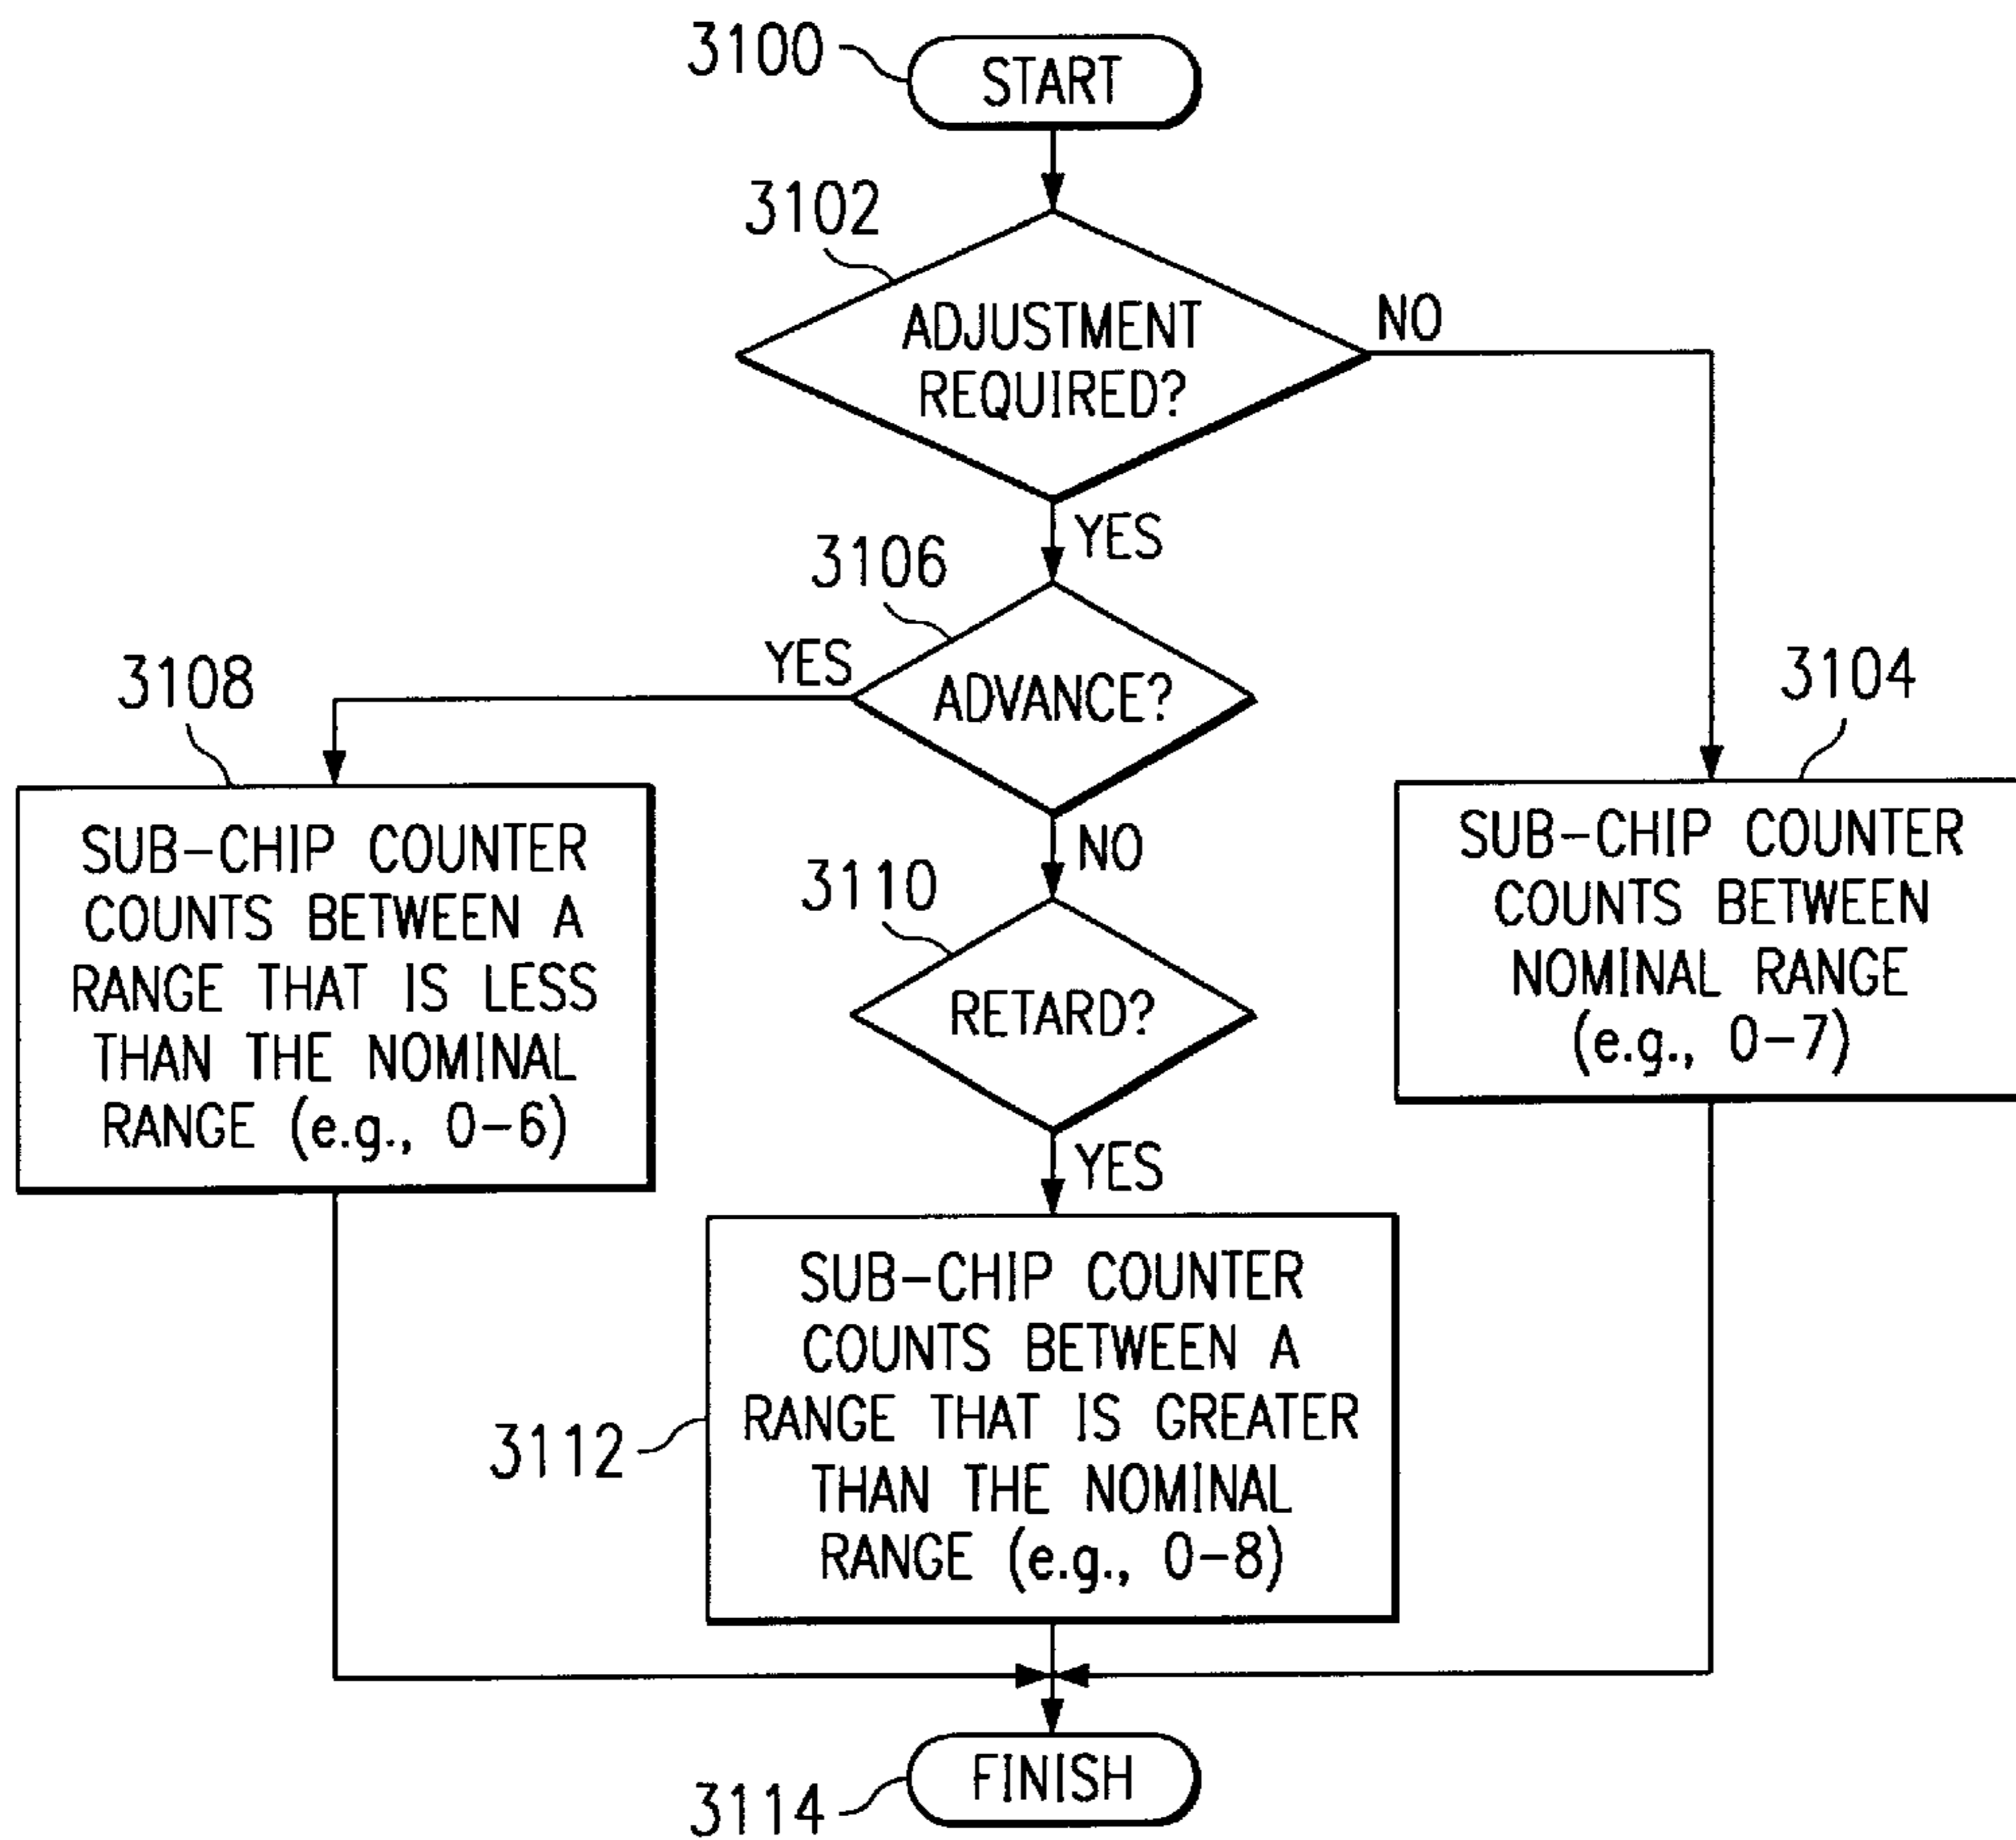 3100
START
3102
ADJUSTMENT
REQUIRED?
NO
YES
3106
YES
ADVANCE?
3108
SUB-CHIP COUNTER
COUNTS BETWEEN A
RANGE THAT IS LESS
THAN THE NOMINAL
RANGE (e.g., 0-6)
3104
SUB-CHIP COUNTER
COUNTS BETWEEN
NOMINAL RANGE
(e.g., 0-7)
NO
3110
RETARD?
YES
SUB-CHIP COUNTER
COUNTS BETWEEN A
RANGE THAT IS GREATER
THAN THE NOMINAL
RANGE (e.g., 0-8)
3112
FINISH
3114